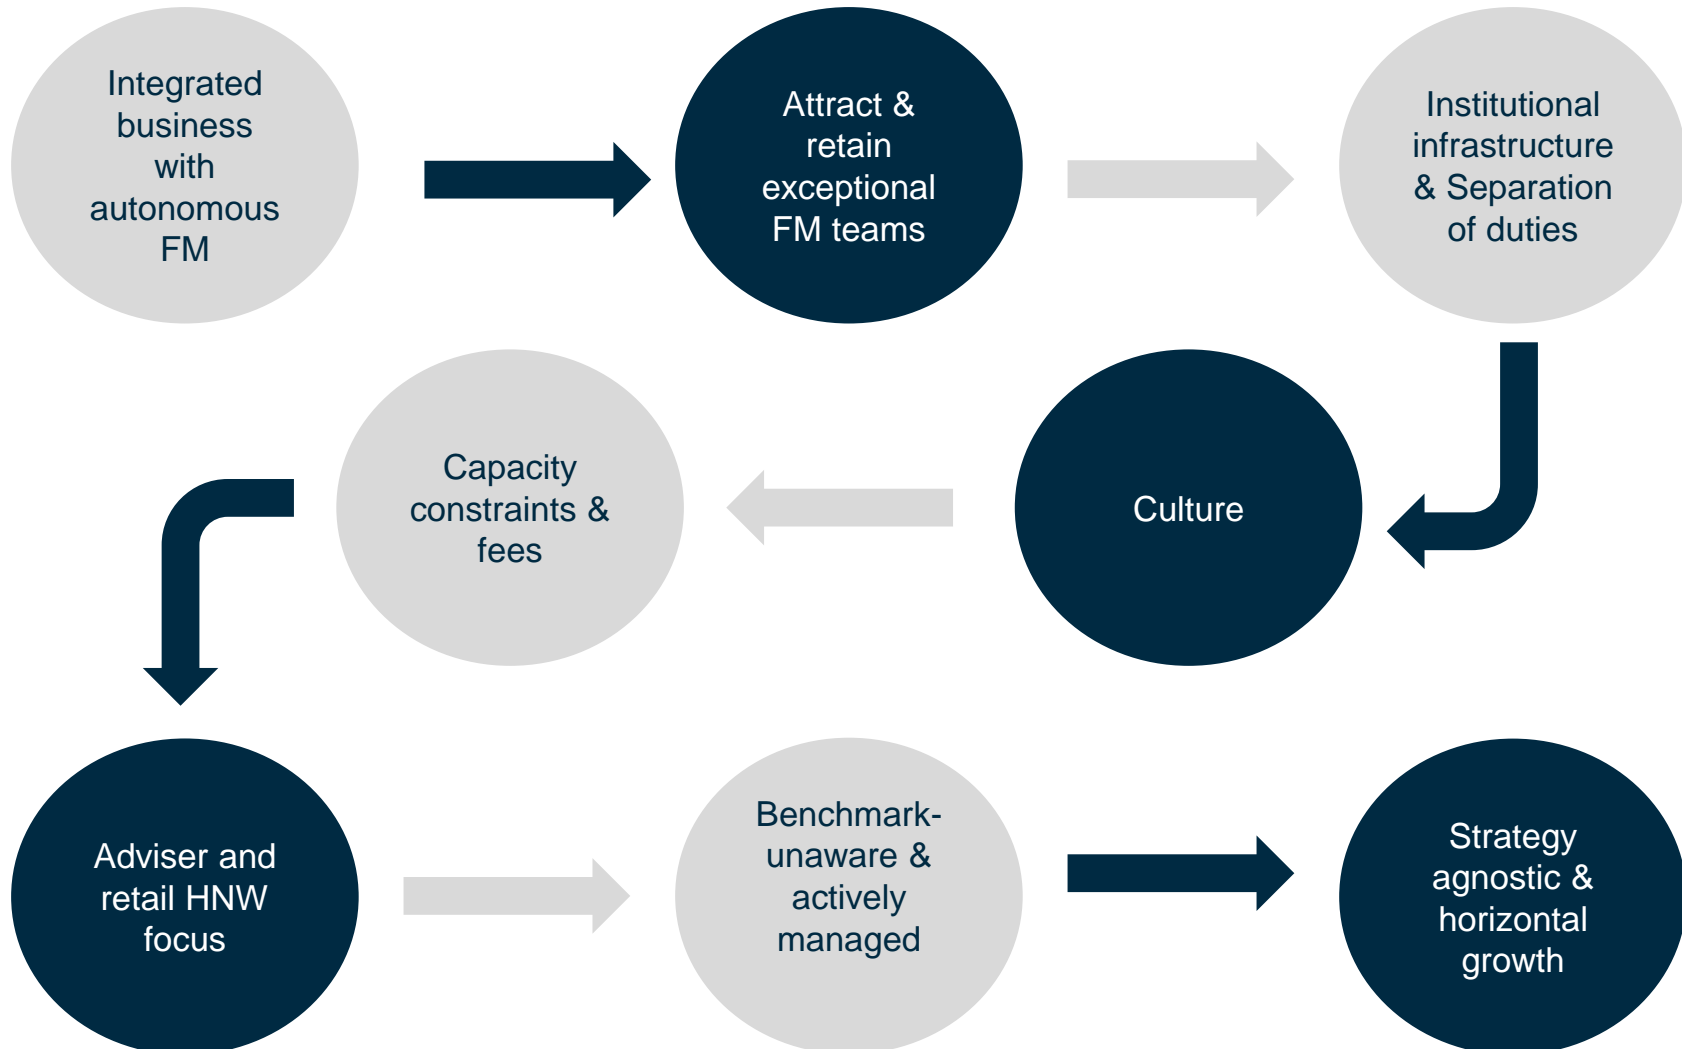 Integrated
business
with
autonomous
FM
Attract &
retain
exceptional
FM teams
Institutional
infrastructure
& Separation
of duties
Culture
Capacity
constraints &
fees
Adviser and
retail HNW
focus
Benchmark-
unaware &
actively
managed
Strategy
agnostic &
horizontal
growth